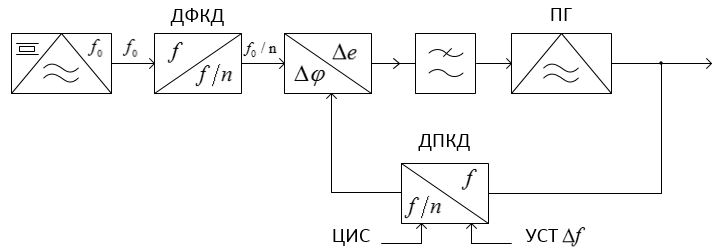 ДФКД
ПГ
f₀
f₀
f
f/n
f₀ / n
Δe
Δφ
ДПКД
f
f/n
ЦИС
УСТ Δf